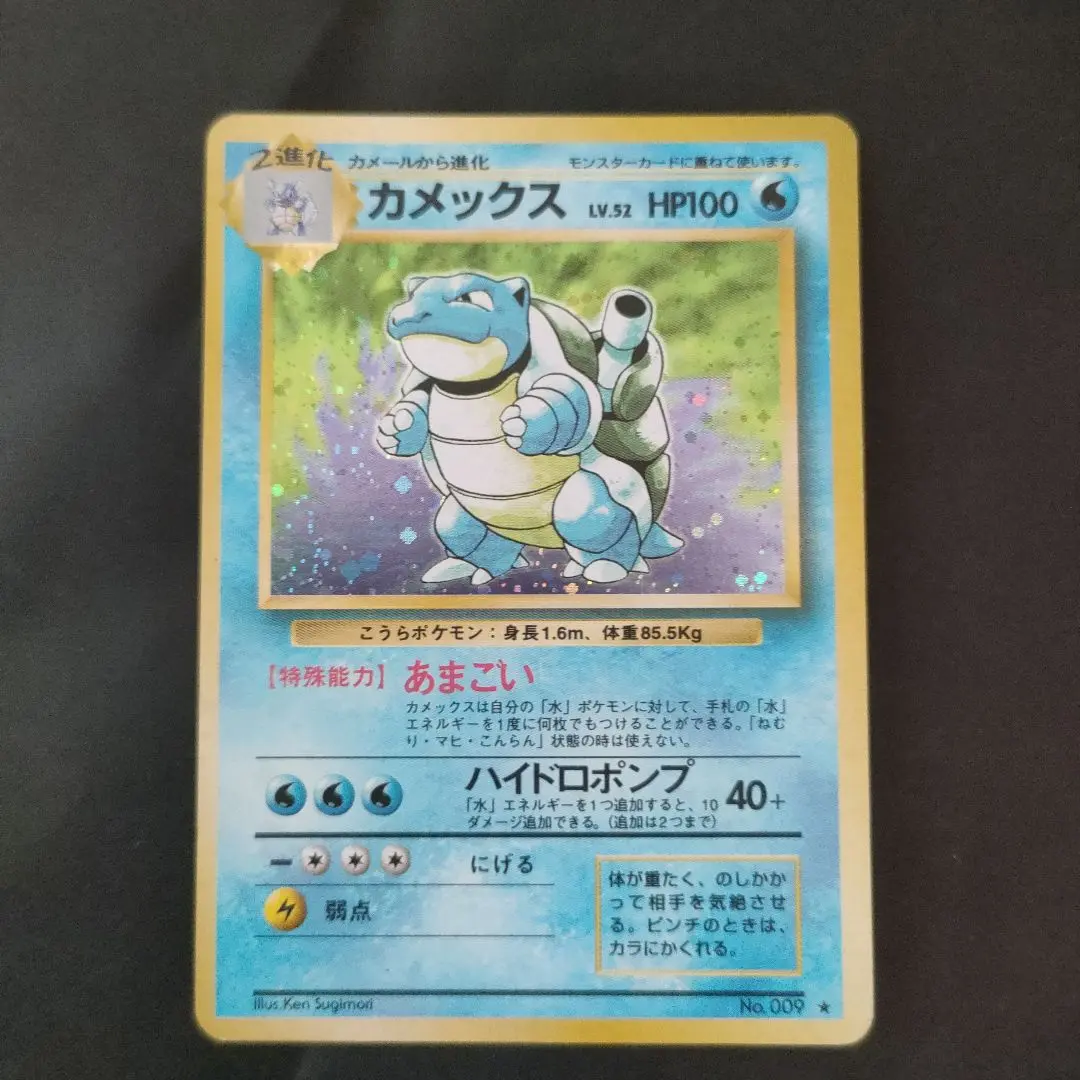 2進化 カメールから進化 モンスターカードに重ねて使います。
カメックス LV.52 HP100
こうらポケモン：身長1.6m、体重85.5Kg
【特殊能力】あまごい
カメックスは自分の「水」ポケモンに対して、手札の「水」
エネルギーを1度に何枚でもつけることができる。「ねむ
り・マヒ・こんらん」状態の時は使えない。
ハイドロポンプ
「水」エネルギーを1つ追加すると、10
ダメージ追加できる。（追加は2つまで）
40+
にげる
弱点
体が重たく、のしかか
って相手を気絶させ
る。ピンチのときは、
カラにかくれる。
Illus. Ken Sugimori
No. 009 ★